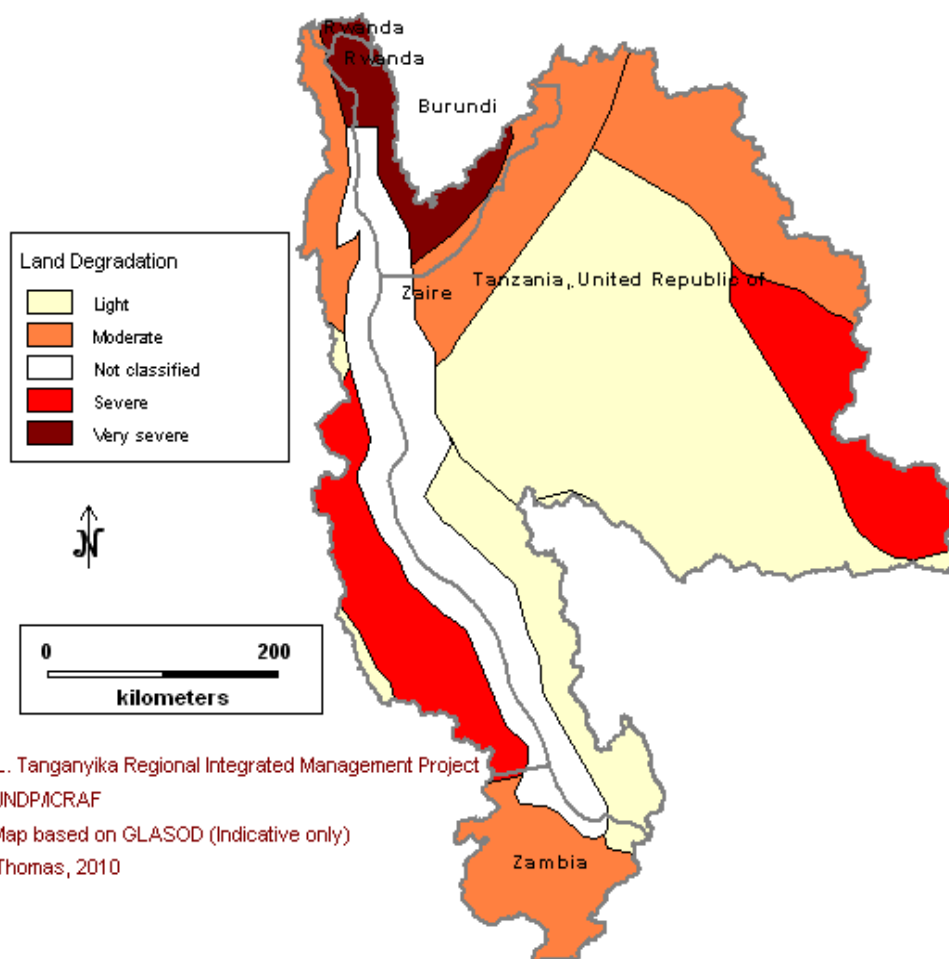 Rwanda
Rwanda
Burundi
Land Degradation
Light
Moderate
Not classified
Severe
Very severe
Zaire
Tanzania, United Republic of
N
0 200
kilometers
L. Tanganyika Regional Integrated Management Project
UNDP/ICRAF
Map based on GLASOD (Indicative only)
Thomas, 2010
Zambia